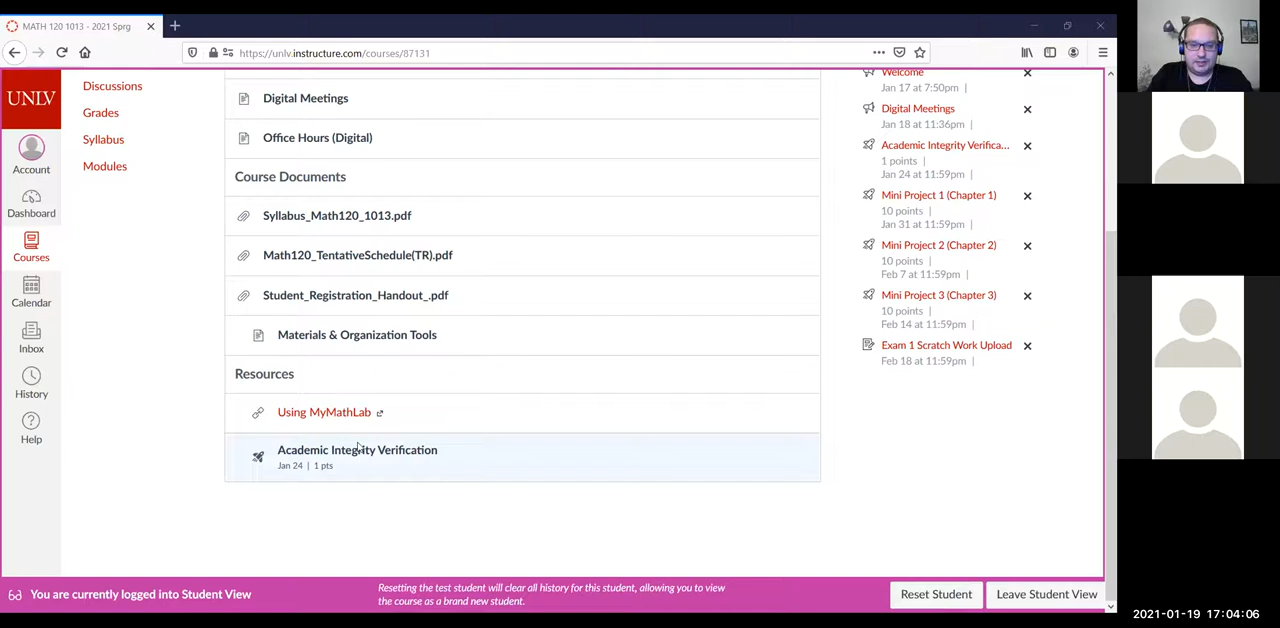 MATH 120 1013 - 2021 Sprg
https://unlv.instructure.com/courses/87131
UNLV
Account
Dashboard
Courses
Calendar
Inbox
History
Help
Discussions
Grades
Syllabus
Modules
Digital Meetings
Office Hours (Digital)
Course Documents
Syllabus_Math120_1013.pdf
Math120_TentativeSchedule(TR).pdf
Student_Registration_Handout_.pdf
Materials & Organization Tools
Resources
Using MyMathLab
Academic Integrity Verification
Jan 24 | 1 pts
Welcome
Jan 17 at 7:50pm |
Digital Meetings
Jan 18 at 11:36pm |
Academic Integrity Verifica...
1 points |
Jan 24 at 11:59pm |
Mini Project 1 (Chapter 1)
10 points |
Jan 31 at 11:59pm |
Mini Project 2 (Chapter 2)
10 points |
Feb 7 at 11:59pm |
Mini Project 3 (Chapter 3)
10 points |
Feb 14 at 11:59pm |
Exam 1 Scratch Work Upload
Feb 18 at 11:59pm |
You are currently logged into Student View
Resetting the test student will clear all history for this student, allowing you to view
the course as a brand new student.
Reset Student
Leave Student View
2021-01-19 17:04:06